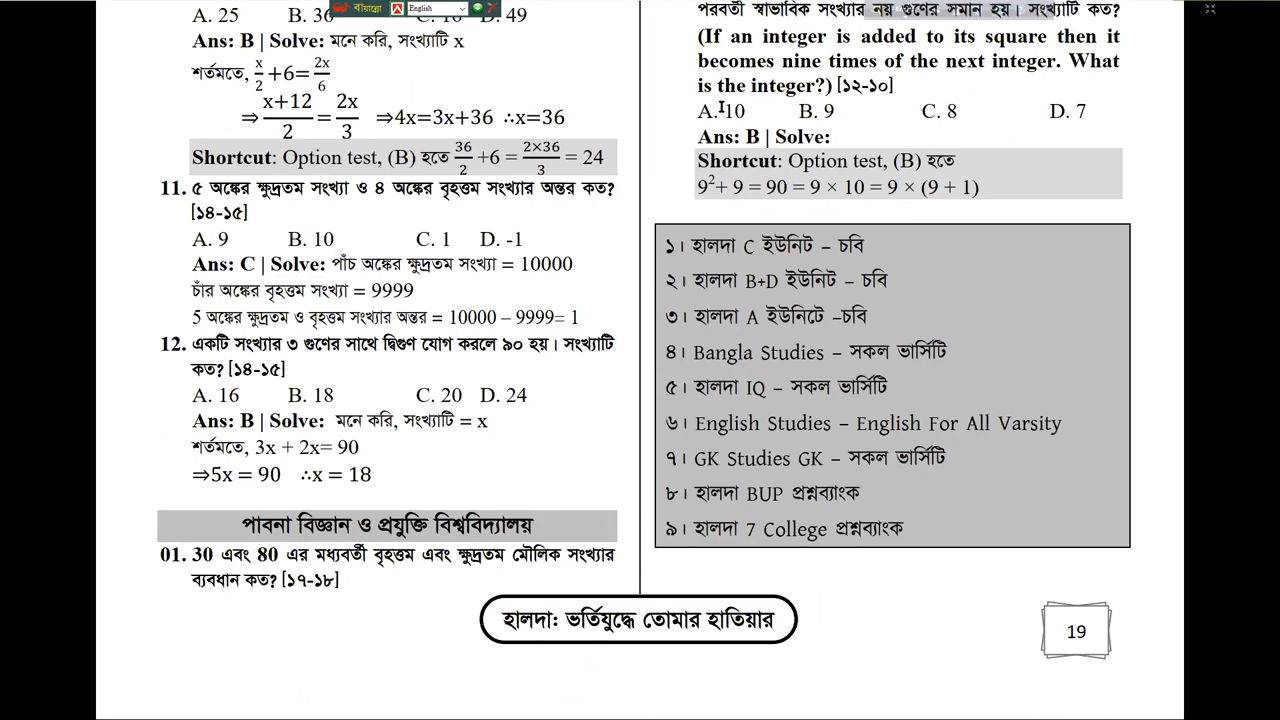 বায়ান্নো English
A. 25 B. 36 C. 16 D. 49
Ans: B | Solve: মনে করি, সংখ্যাটি x
শর্তমতে, x/2 +6= 2x/6
⇒ x+12/2 = 2x/3 ⇒4x=3x+36 ∴x=36
Shortcut: Option test, (B) হতে 36/2 +6 = 2×36/3 = 24
11. ৫ অঙ্কের ক্ষুদ্রতম সংখ্যা ও ৪ অঙ্কের বৃহত্তম সংখ্যার অন্তর কত?
[১৪-১৫]
A. 9 B. 10 C. 1 D. -1
Ans: C | Solve: পাঁচ অঙ্কের ক্ষুদ্রতম সংখ্যা = 10000
চাঁর অঙ্কের বৃহত্তম সংখ্যা = 9999
5 অঙ্কের ক্ষুদ্রতম ও বৃহত্তম সংখ্যার অন্তর = 10000 – 9999= 1
12. একটি সংখ্যার ৩ গুণের সাথে দ্বিগুণ যোগ করলে ৯০ হয়। সংখ্যাটি
কত? [১৪-১৫]
A. 16 B. 18 C. 20 D. 24
Ans: B | Solve: মনে করি, সংখ্যাটি = x
শর্তমতে, 3x + 2x= 90
⇒5x = 90 ∴x = 18
পাবনা বিজ্ঞান ও প্রযুক্তি বিশ্ববিদ্যালয়
01. 30 এবং 80 এর মধ্যবর্তী বৃহত্তম এবং ক্ষুদ্রতম মৌলিক সংখ্যার
ব্যবধান কত? [১৭-১৮]
পরবর্তী স্বাভাবিক সংখ্যার নয় গুণের সমান হয়। সংখ্যাটি কত?
(If an integer is added to its square then it
becomes nine times of the next integer. What
is the integer?) [১২-১০]
A. 10 B. 9 C. 8 D. 7
Ans: B | Solve:
Shortcut: Option test, (B) হতে
9²+ 9 = 90 = 9 × 10 = 9 × (9 + 1)
১। হালদা C ইউনিট – চবি
২। হালদা B+D ইউনিট – চবি
৩। হালদা A ইউনিটে –চবি
৪। Bangla Studies – সকল ভার্সিটি
৫। হালদা IQ – সকল ভার্সিটি
৬। English Studies – English For All Varsity
৭। GK Studies GK – সকল ভার্সিটি
৮। হালদা BUP প্রশ্নব্যাংক
৯। হালদা 7 College প্রশ্নব্যাংক
হালদা: ভর্তিযুদ্ধে তোমার হাতিয়ার
19